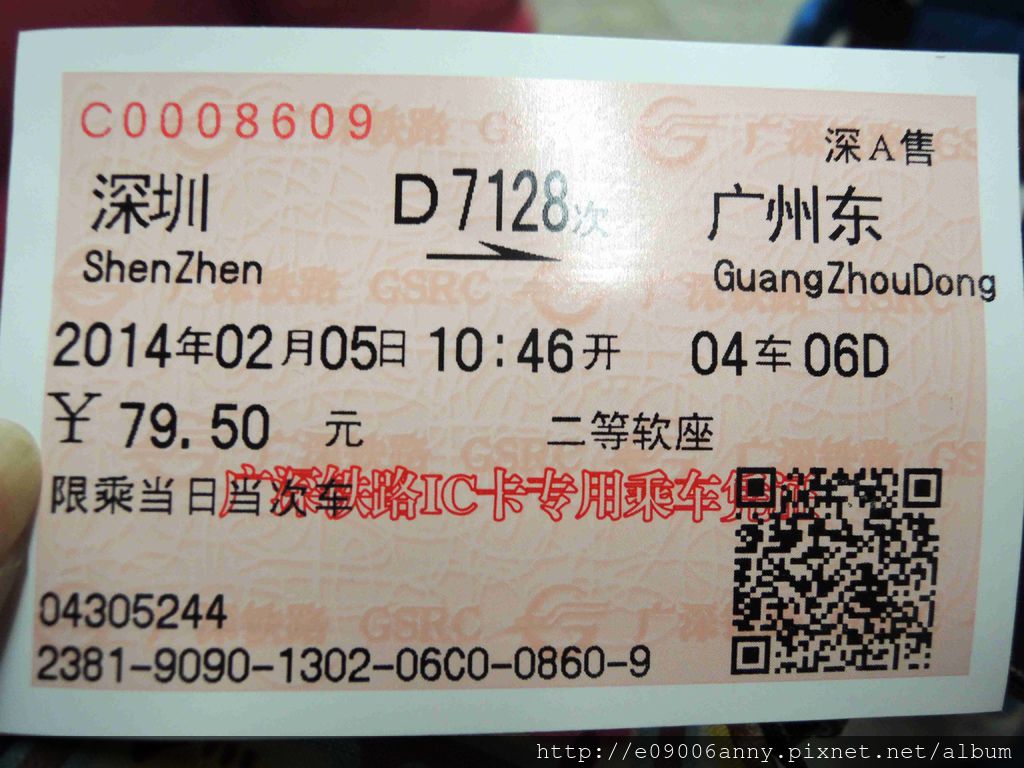 C0008609
深A售
深圳 D7128次 广州东
ShenZhen GuangZhouDong
2014年02月05日 10:46开 04车06D
¥79.50元 二等软座
限乘当日当次车
广深铁路IC卡专用乘车凭证
04305244
2381-9090-1302-06C0-0860-9
http://e09006anny.pixnet.net/album